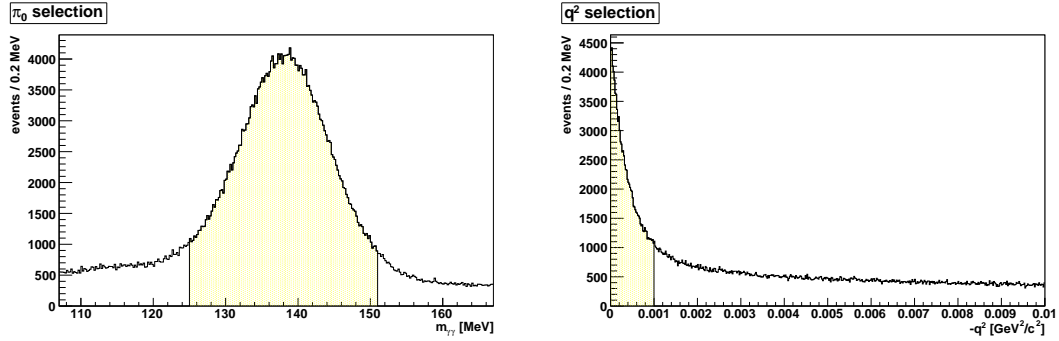 π₀ selection
events / 0.2 MeV
4000
3500
3000
2500
2000
1500
1000
500
0
110 120 130 140 150 160
m_γγ [MeV]
q² selection
events / 0.2 MeV
4500
4000
3500
3000
2500
2000
1500
1000
500
0
0 0.001 0.002 0.003 0.004 0.005 0.006 0.007 0.008 0.009 0.01
-q² [GeV²/c²]